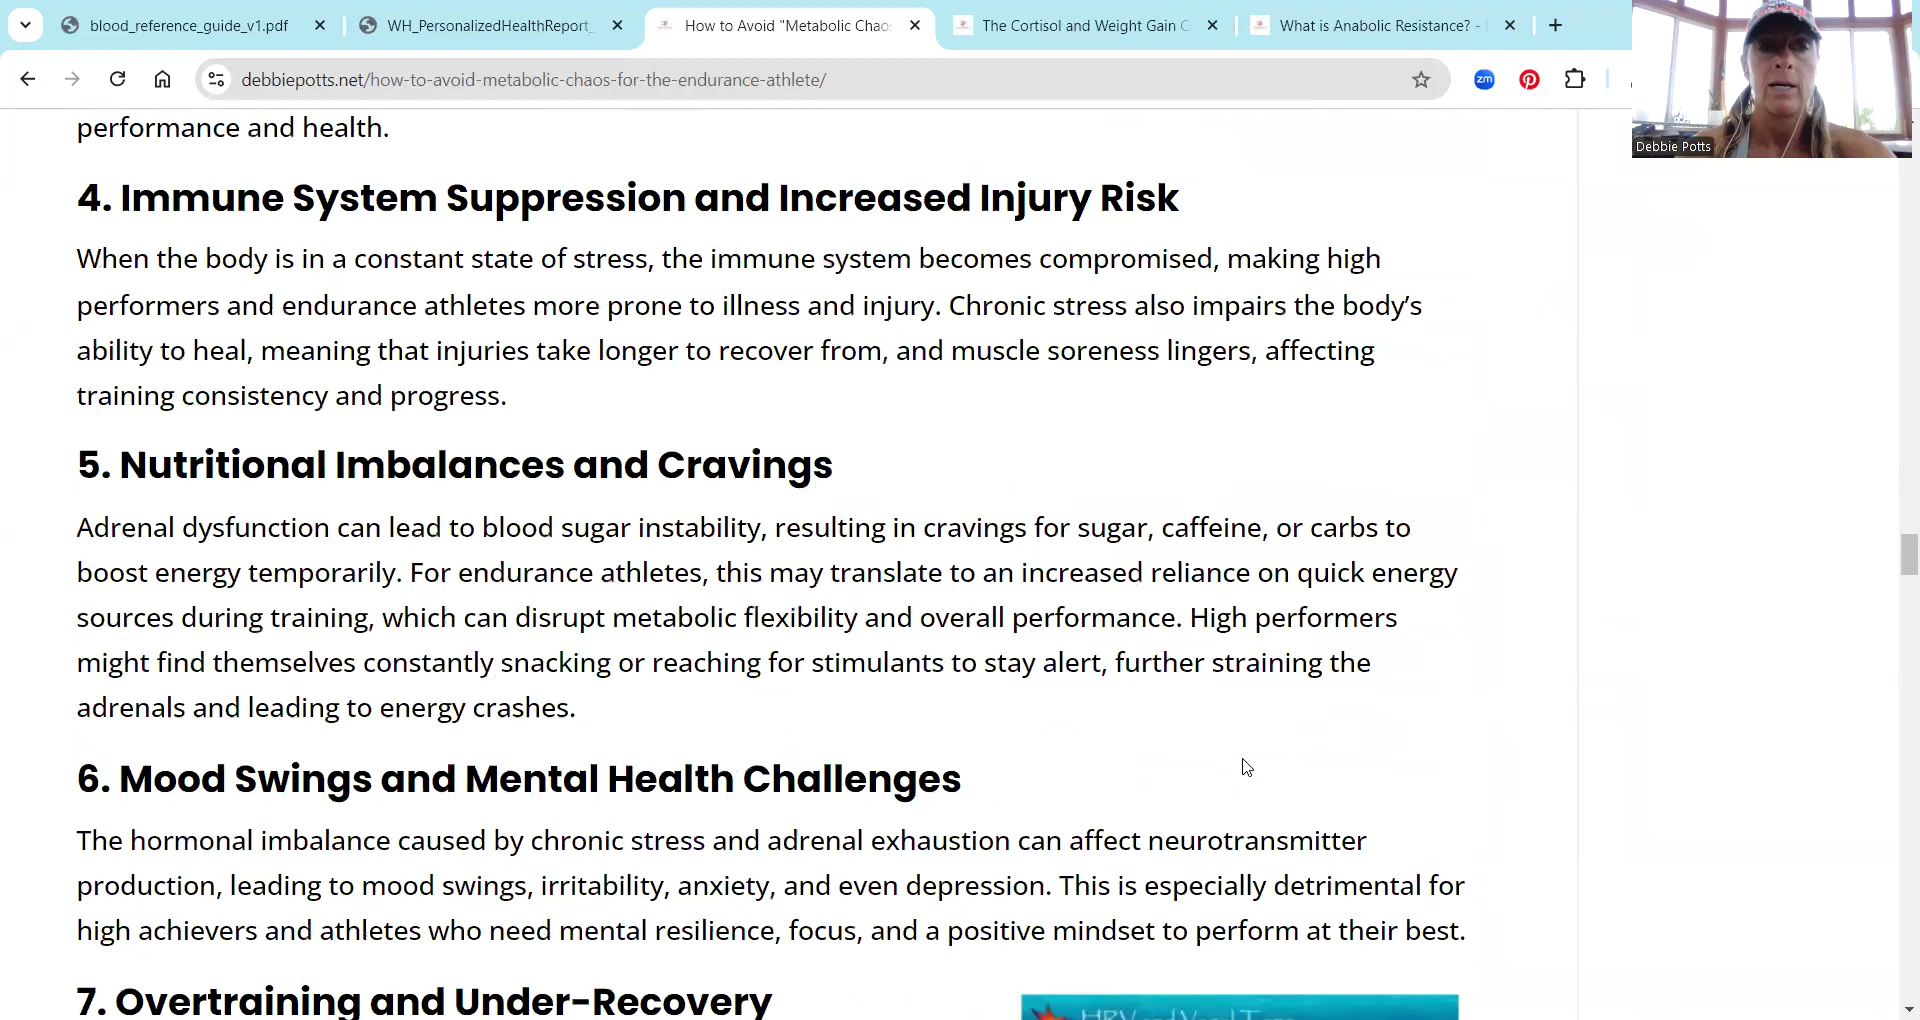 blood_reference_guide_v1.pdf
WH_PersonalizedHealthReport_
How to Avoid "Metabolic Chao
The Cortisol and Weight Gain C
What is Anabolic Resistance? -
debbiepotts.net/how-to-avoid-metabolic-chaos-for-the-endurance-athlete/
zm
Debbie Potts
performance and health.
4. Immune System Suppression and Increased Injury Risk
When the body is in a constant state of stress, the immune system becomes compromised, making high
performers and endurance athletes more prone to illness and injury. Chronic stress also impairs the body’s
ability to heal, meaning that injuries take longer to recover from, and muscle soreness lingers, affecting
training consistency and progress.
5. Nutritional Imbalances and Cravings
Adrenal dysfunction can lead to blood sugar instability, resulting in cravings for sugar, caffeine, or carbs to
boost energy temporarily. For endurance athletes, this may translate to an increased reliance on quick energy
sources during training, which can disrupt metabolic flexibility and overall performance. High performers
might find themselves constantly snacking or reaching for stimulants to stay alert, further straining the
adrenals and leading to energy crashes.
6. Mood Swings and Mental Health Challenges
The hormonal imbalance caused by chronic stress and adrenal exhaustion can affect neurotransmitter
production, leading to mood swings, irritability, anxiety, and even depression. This is especially detrimental for
high achievers and athletes who need mental resilience, focus, and a positive mindset to perform at their best.
7. Overtraining and Under-Recovery
HRV and Vagal Tone